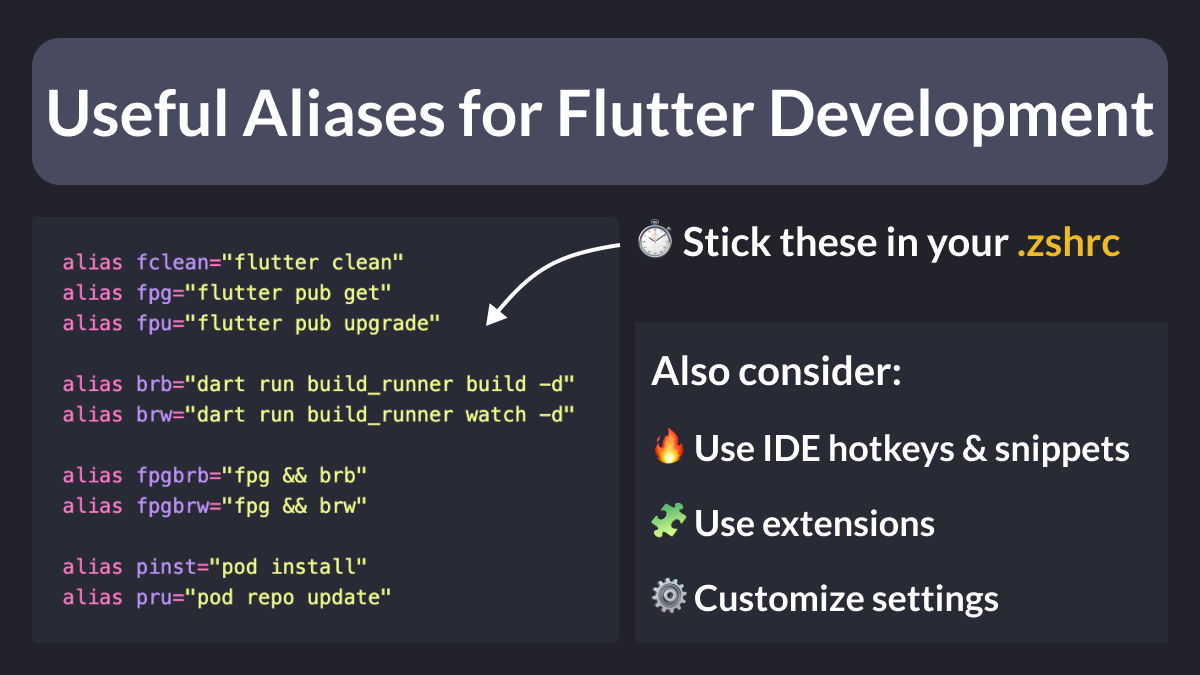 Useful Aliases for Flutter Development
alias fclean="flutter clean"
alias fpg="flutter pub get"
alias fpu="flutter pub upgrade"
alias brb="dart run build_runner build -d"
alias brw="dart run build_runner watch -d"
alias fpgbrb="fpg && brb"
alias fpgbrw="fpg && brw"
alias pinst="pod install"
alias pru="pod repo update"
Stick these in your .zshrc
Also consider:
Use IDE hotkeys & snippets
Use extensions
Customize settings